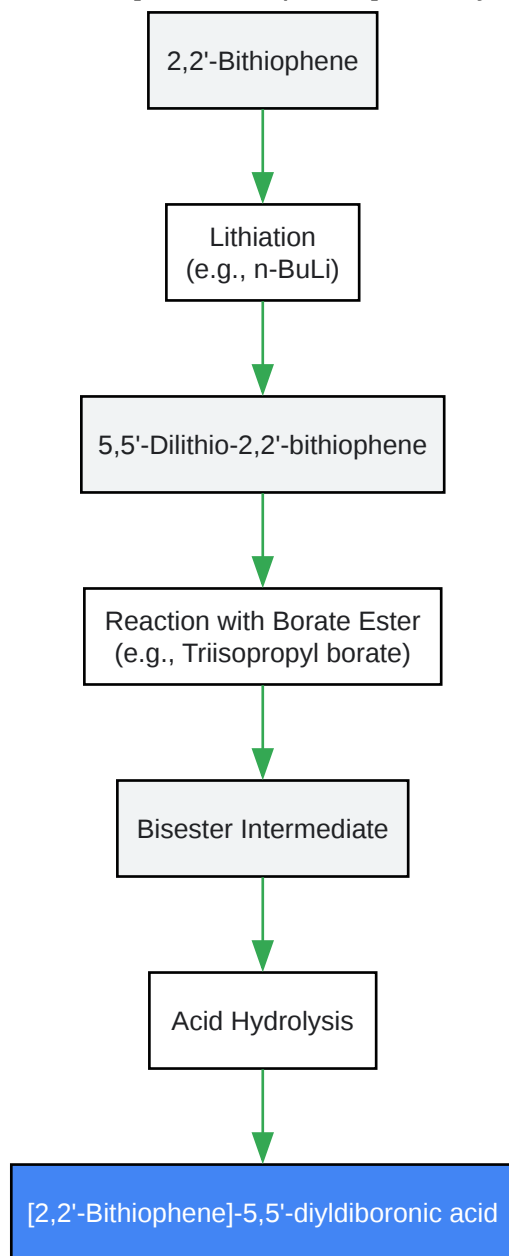 2,2'-Bithiophene
Lithiation
(e.g., n-BuLi)
5,5'-Dilithio-2,2'-bithiophene
Reaction with Borate Ester
(e.g., Triisopropyl borate)
Bisester Intermediate
Acid Hydrolysis
[2,2'-Bithiophene]-5,5'-diyldiboronic acid